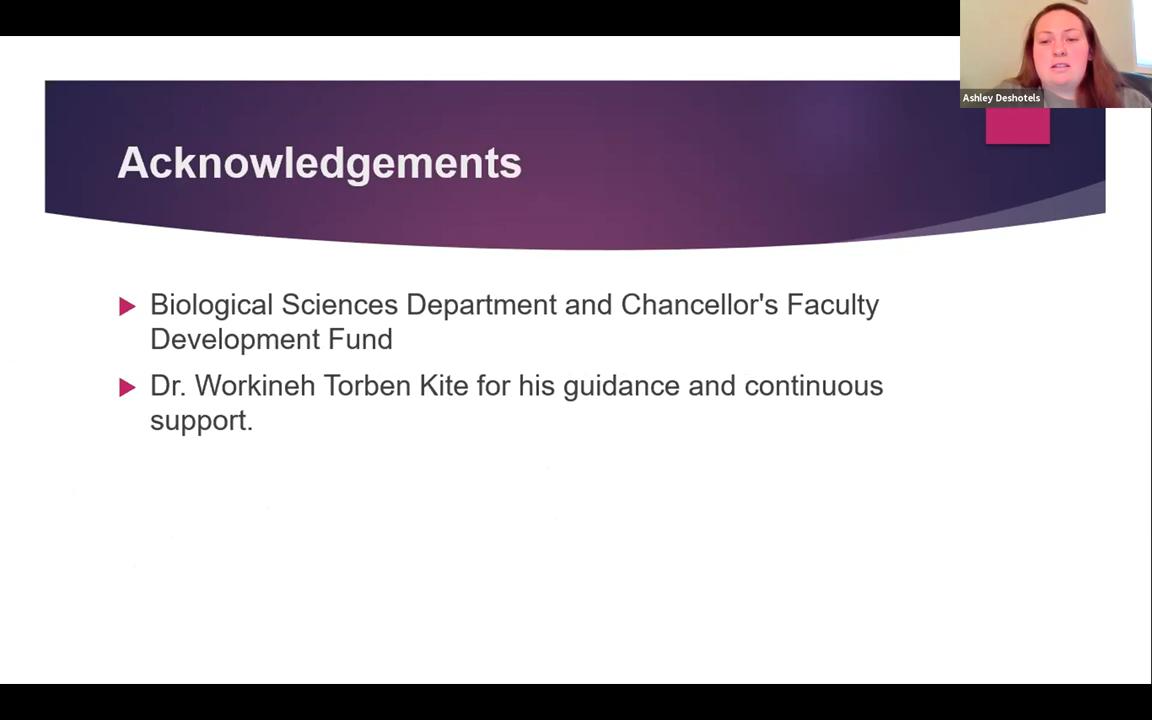 Ashley Deshotels
Acknowledgements
Biological Sciences Department and Chancellor's Faculty
Development Fund
Dr. Workineh Torben Kite for his guidance and continuous
support.